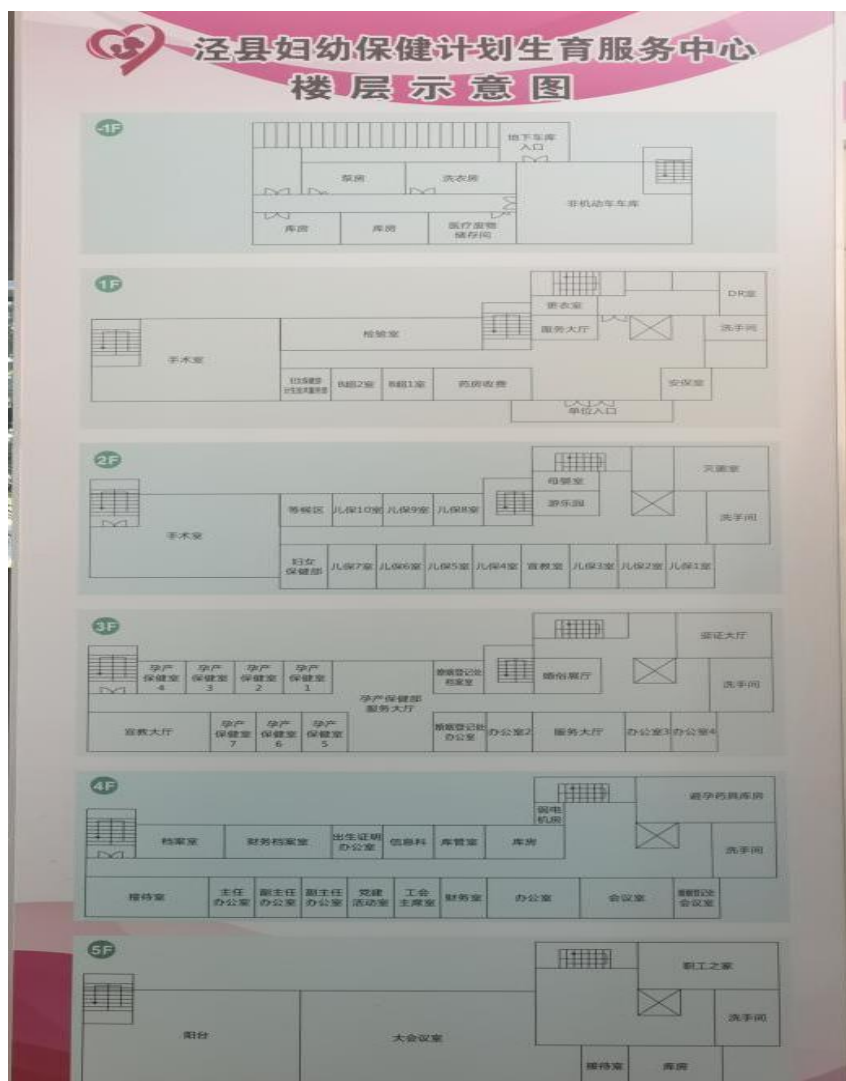 泾县妇幼保健计划生育服务中心
楼层示意图
-1F
地下车库
入口
泵房
洗衣房
非机动车车库
库房
库房
医疗废物
储存间
1F
DR室
更衣室
服务大厅
洗手间
检验室
手术室
妇女保健部
B超2室
B超1室
药房收费
安保室
单位入口
2F
灭菌室
母婴室
游乐园
等候区
儿保10室
儿保9室
儿保8室
洗手间
手术室
妇女
保健部
儿保7室
儿保6室
儿保5室
儿保4室
宣教室
儿保3室
儿保2室
儿保1室
3F
颁证大厅
孕产
保健室
4
孕产
保健室
3
孕产
保健室
2
孕产
保健室
1
婚姻登记处
档案室
婚俗展厅
洗手间
孕产保健部
服务大厅
宣教大厅
孕产
保健室
7
孕产
保健室
6
孕产
保健室
5
婚姻登记处
办公室
办公室2
服务大厅
办公室3
办公室4
4F
避孕药具库房
弱电
机房
档案室
财务档案室
出生证明
办公室
信息科
库管室
库房
洗手间
接待室
主任
办公室
副主任
办公室
副主任
办公室
党建
活动室
工会
主席室
财务室
办公室
会议室
婚姻登记处
会议室
5F
职工之家
洗手间
阳台
大会议室
接待室
库房